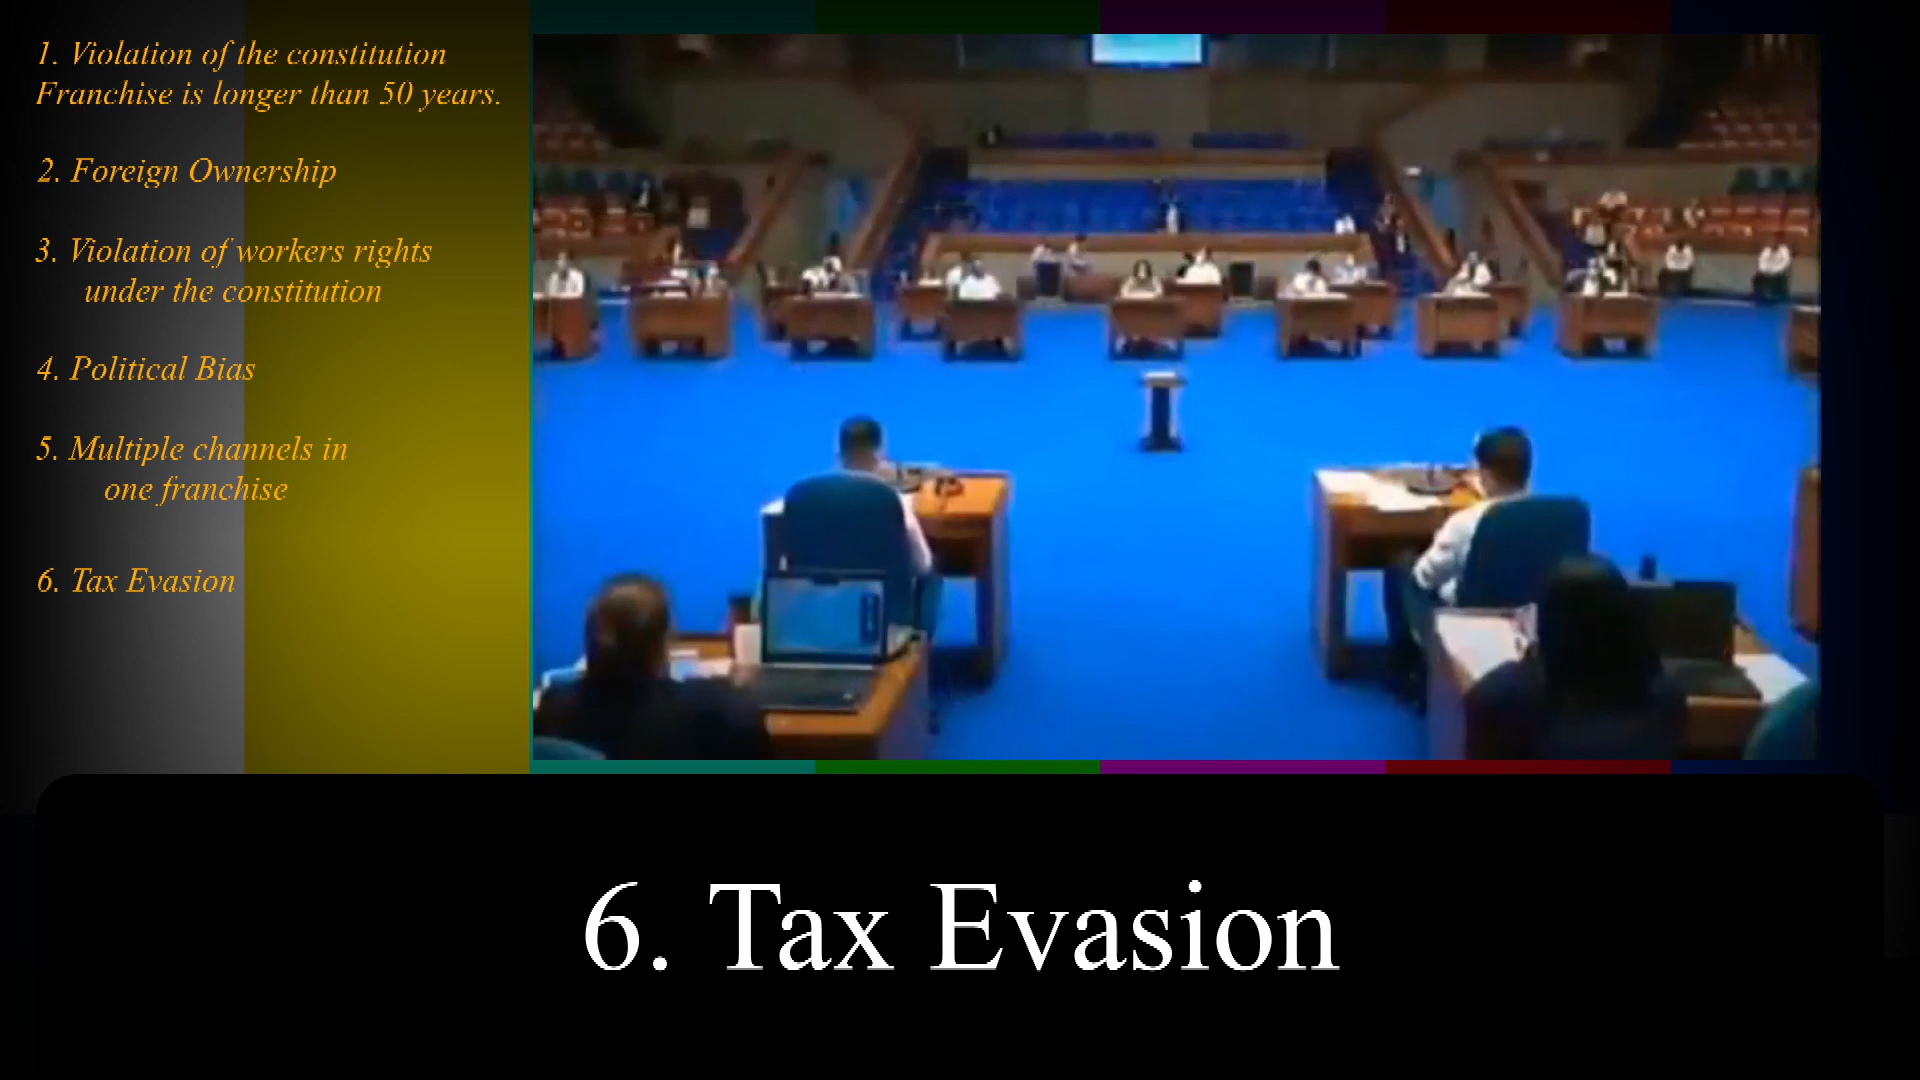 1. Violation of the constitution
Franchise is longer than 50 years.
2. Foreign Ownership
3. Violation of workers rights
under the constitution
4. Political Bias
5. Multiple channels in
one franchise
6. Tax Evasion
6. Tax Evasion